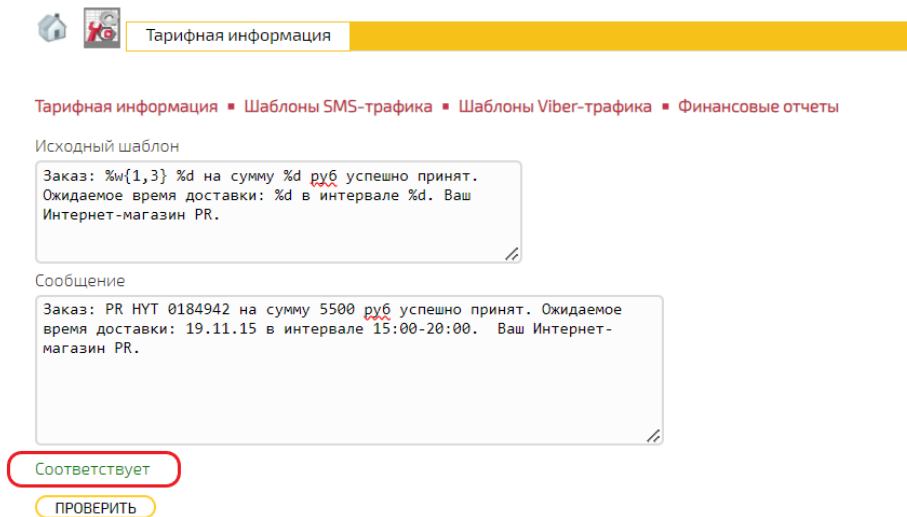 Тарифная информация
Тарифная информация ▪ Шаблоны SMS-трафика ▪ Шаблоны Viber-трафика ▪ Финансовые отчеты
Исходный шаблон
Заказ: %w{1,3} %d на сумму %d руб успешно принят.
Ожидаемое время доставки: %d в интервале %d. Ваш
Интернет-магазин PR.
Сообщение
Заказ: PR HYT 0184942 на сумму 5500 руб успешно принят. Ожидаемое
время доставки: 19.11.15 в интервале 15:00-20:00.  Ваш Интернет-
магазин PR.
Соответствует
ПРОВЕРИТЬ